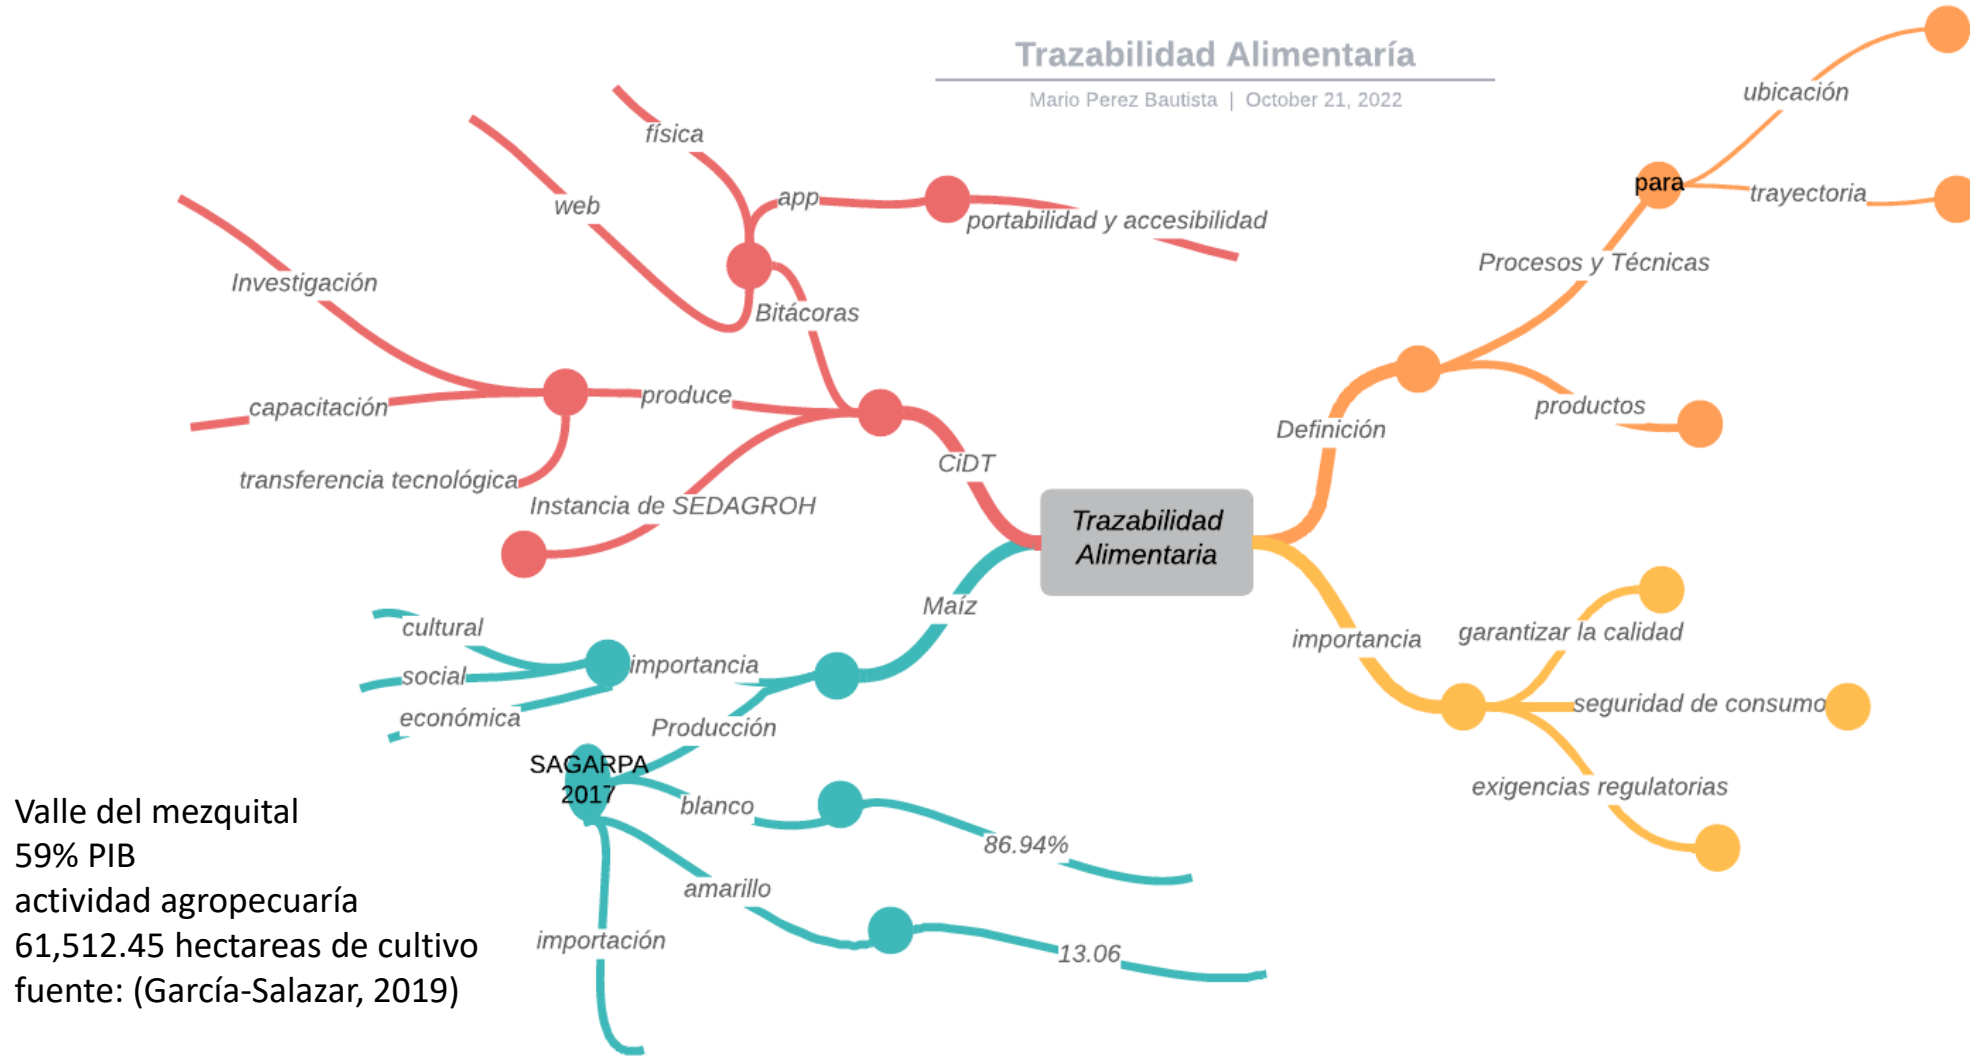 Trazabilidad Alimentaría
Mario Perez Bautista | October 21, 2022
ubicación
física
para
trayectoria
app
web
portabilidad y accesibilidad
Procesos y Técnicas
Investigación
Bitácoras
produce
capacitación
productos
Definición
CiDT
transferencia tecnológica
Instancia de SEDAGROH
Trazabilidad
Alimentaria
Maíz
cultural
importancia
garantizar la calidad
importancia
social
seguridad de consumo
económica
Producción
SAGARPA
2017
exigencias regulatorias
blanco
86.94%
amarillo
importación
13.06
Valle del mezquital
59% PIB
actividad agropecuaría
61,512.45 hectareas de cultivo
fuente: (García-Salazar, 2019)